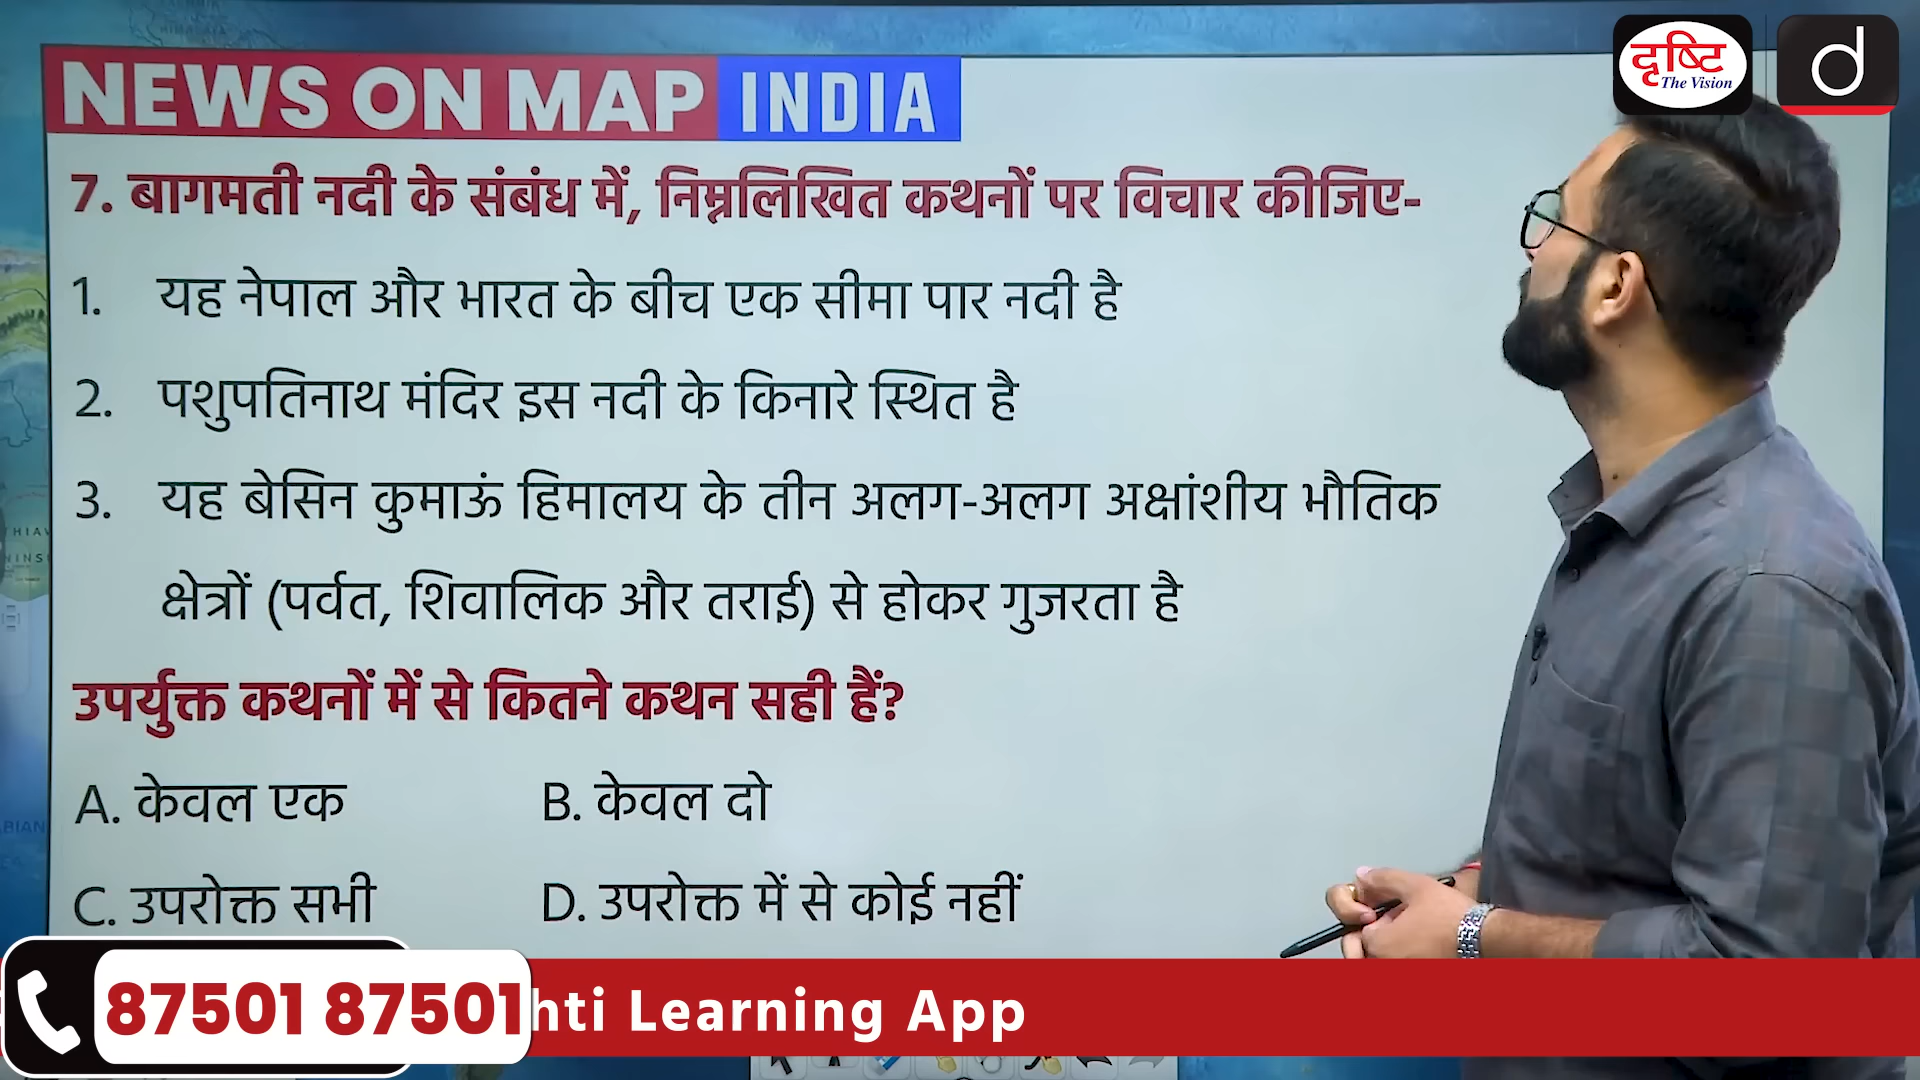 दृष्टि
The Vision
d
NEWS ON MAP INDIA
7. बागमती नदी के संबंध में, निम्नलिखित कथनों पर विचार कीजिए-
1. यह नेपाल और भारत के बीच एक सीमा पार नदी है
2. पशुपतिनाथ मंदिर इस नदी के किनारे स्थित है
3. यह बेसिन कुमाऊं हिमालय के तीन अलग-अलग अक्षांशीय भौतिक
क्षेत्रों (पर्वत, शिवालिक और तराई) से होकर गुजरता है
उपर्युक्त कथनों में से कितने कथन सही हैं?
A. केवल एक B. केवल दो
C. उपरोक्त सभी D. उपरोक्त में से कोई नहीं
87501 87501 hti Learning App